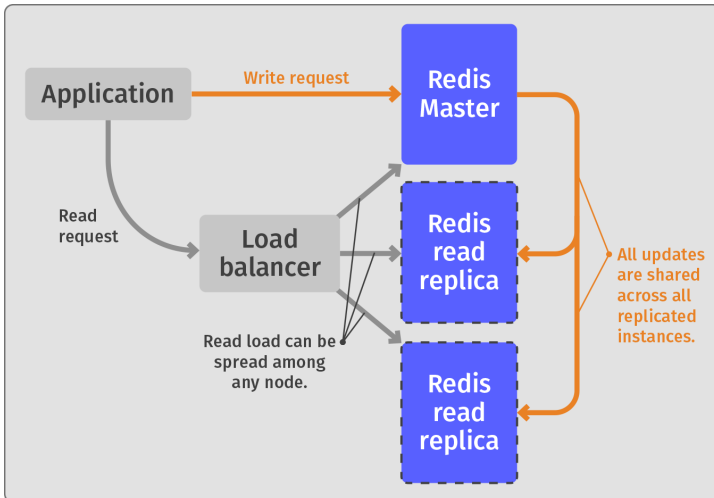 Application
Write request
Redis
Master
Read
request
Load
balancer
Redis
read
replica
All updates
are shared
across all
replicated
instances.
Read load can be
spread among
any node.
Redis
read
replica